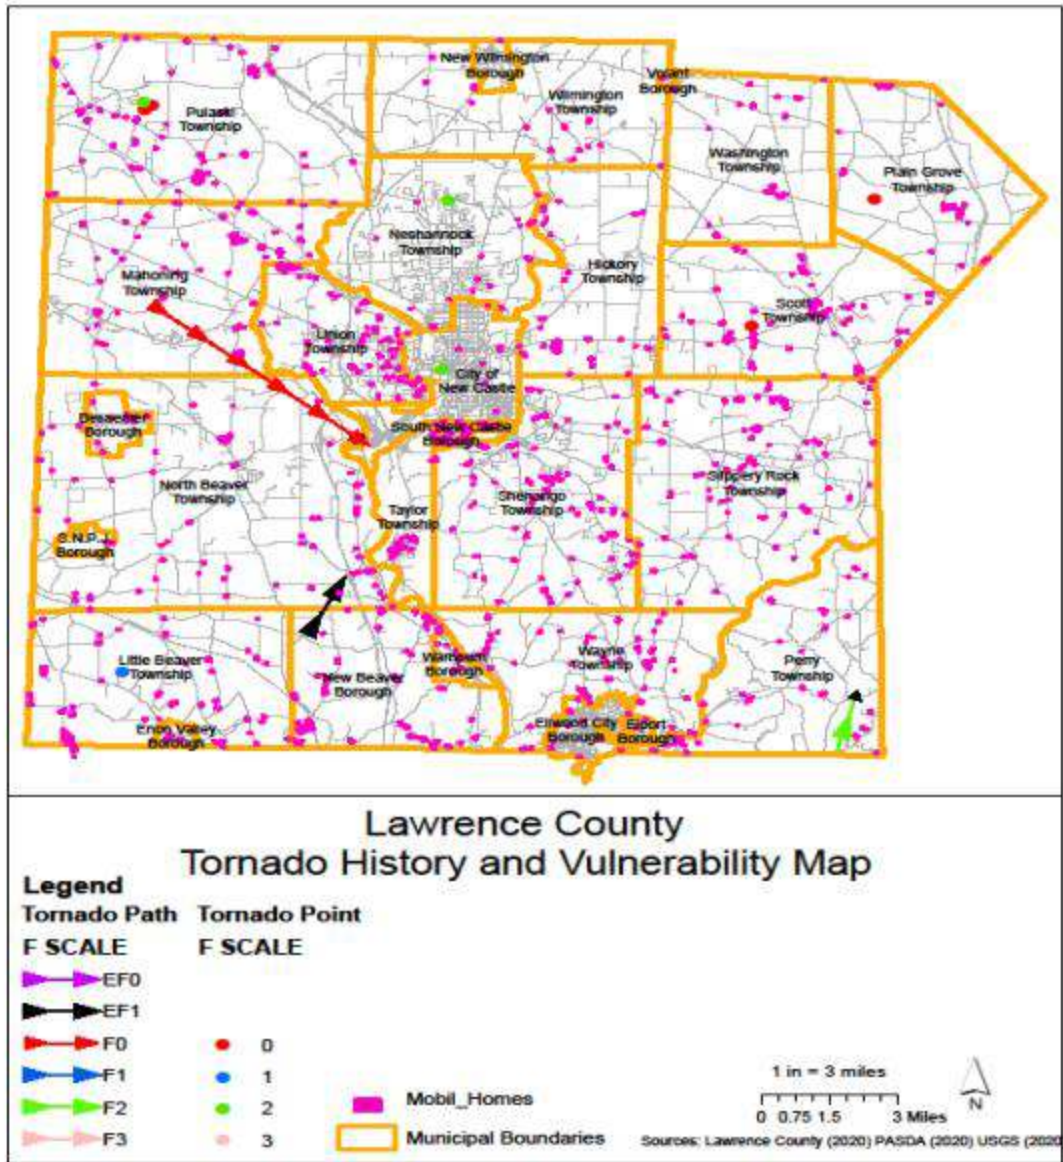 New Wilmington
Borough
Volant
Borough
Wilmington
Township
Pulaski
Township
Washington
Township
Plain Grove
Township
Neshannock
Township
Hickory
Township
Mahoning
Township
Scott
Township
Union
Township
City of
New Castle
Bessemer
Borough
South New Castle
Borough
North Beaver
Township
Slippery Rock
Township
Shenango
Township
Taylor
Township
S.N.P.J.
Borough
Little Beaver
Township
New Beaver
Borough
Wampum
Borough
Wayne
Township
Perry
Township
Enon Valley
Borough
Ellwood City
Borough
Ellport
Borough
Lawrence County
Tornado History and Vulnerability Map
Legend
Tornado Path Tornado Point
F SCALE F SCALE
EF0
EF1
F0 0
F1 1
F2 2
F3 3
Mobil_Homes
Municipal Boundaries
1 in = 3 miles
0 0.75 1.5 3 Miles
N
Sources: Lawrence County (2020) PASDA (2020) USGS (2020